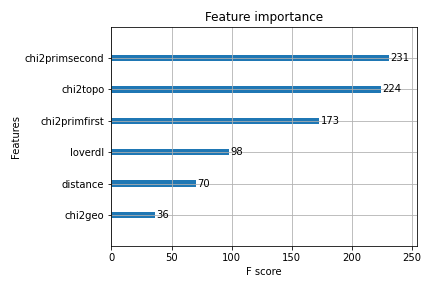 Feature importance
Features
chi2primsecond 231
chi2topo 224
chi2primfirst 173
loverdl 98
distance 70
chi2geo 36
0 50 100 150 200 250
F score